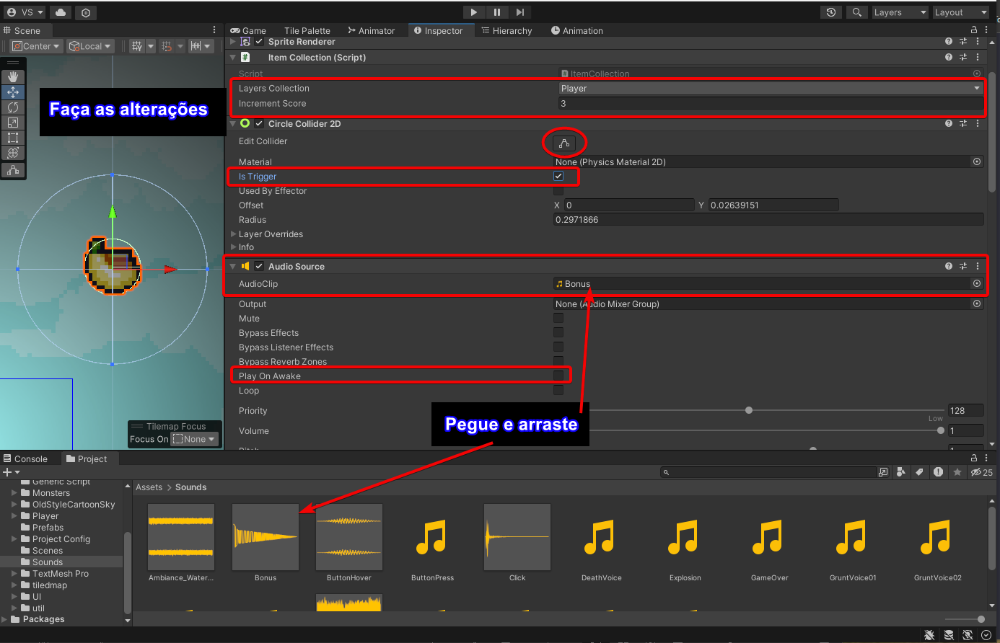 VS
Layers
Layout
Scene
Game
Tile Palette
Animator
Inspector
Hierarchy
Animation
Center
Local
Sprite Renderer
Item Collection (Script)
Script
ItemCollection
Layers Collection
Player
Increment Score
3
Faça as alterações
Circle Collider 2D
Edit Collider
Material
None (Physics Material 2D)
Is Trigger
Used By Effector
Offset
X
0
Y
0.02639151
Radius
0.2971866
Layer Overrides
Info
Audio Source
AudioClip
Bonus
Output
None (Audio Mixer Group)
Mute
Bypass Effects
Bypass Listener Effects
Bypass Reverb Zones
Play On Awake
Loop
Priority
128
Low
Volume
1
Pegue e arraste
Tilemap Focus
Focus On
None
Console
Project
25
Generic Script
Monsters
OldStyleCartoonSky
Player
Prefabs
Project Config
Scenes
Sounds
TextMesh Pro
tiledmap
UI
util
Packages
Assets > Sounds
Ambiance_Water...
Bonus
ButtonHover
ButtonPress
Click
DeathVoice
Explosion
GameOver
GruntVoice01
GruntVoice02